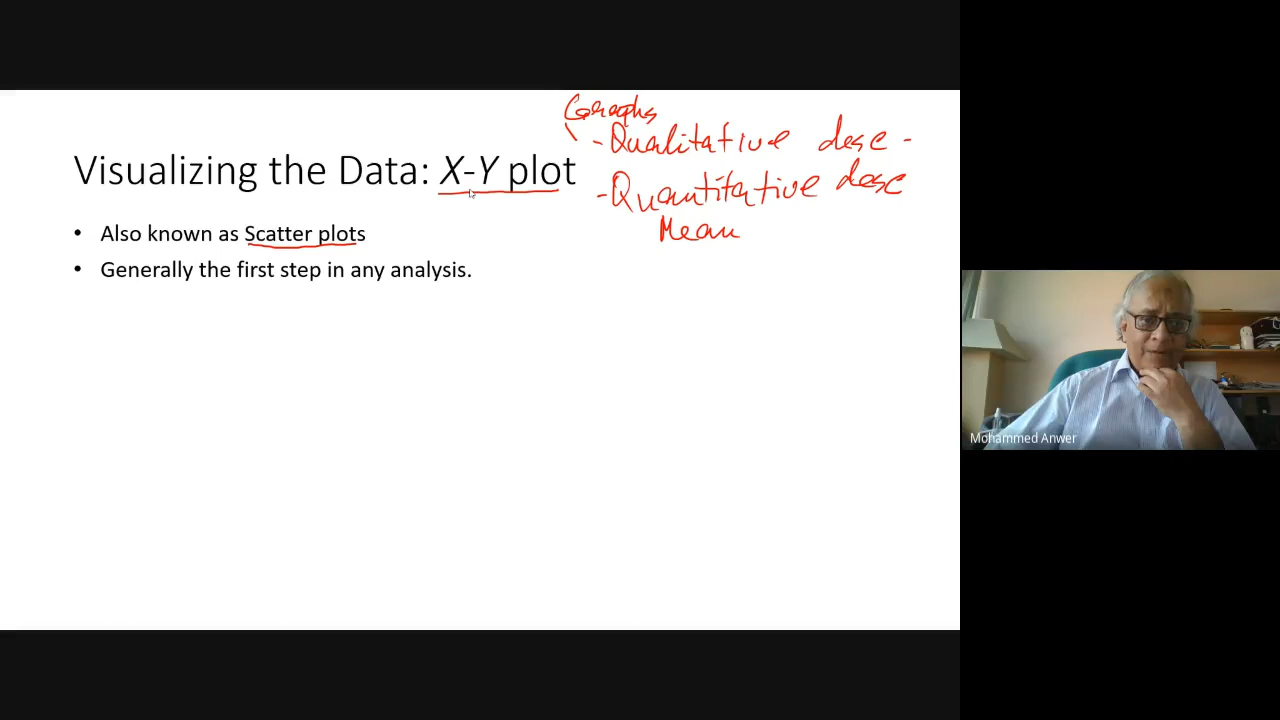 Graphs
- Qualitative desc -
Visualizing the Data: X-Y plot
- Quantitative desc
Mean
• Also known as Scatter plots
• Generally the first step in any analysis.
Mohammed Anwer